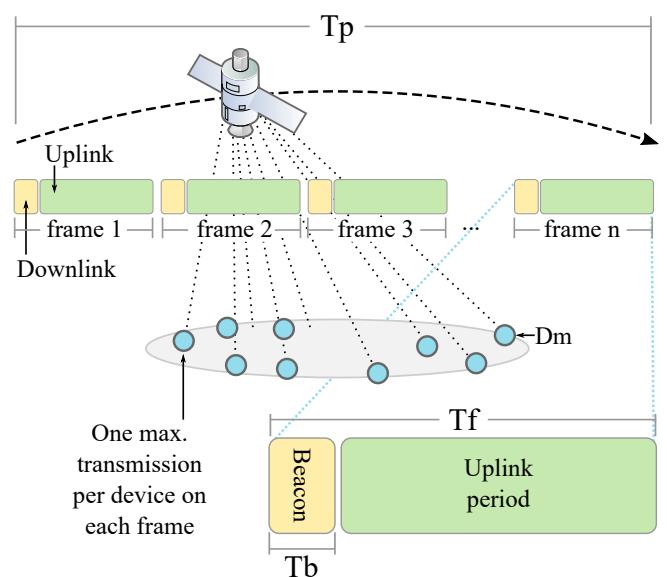 Tp
Uplink
frame 1
frame 2
frame 3
...
frame n
Downlink
Dm
One max.
transmission
per device on
each frame
Tf
Beacon
Uplink
period
Tb